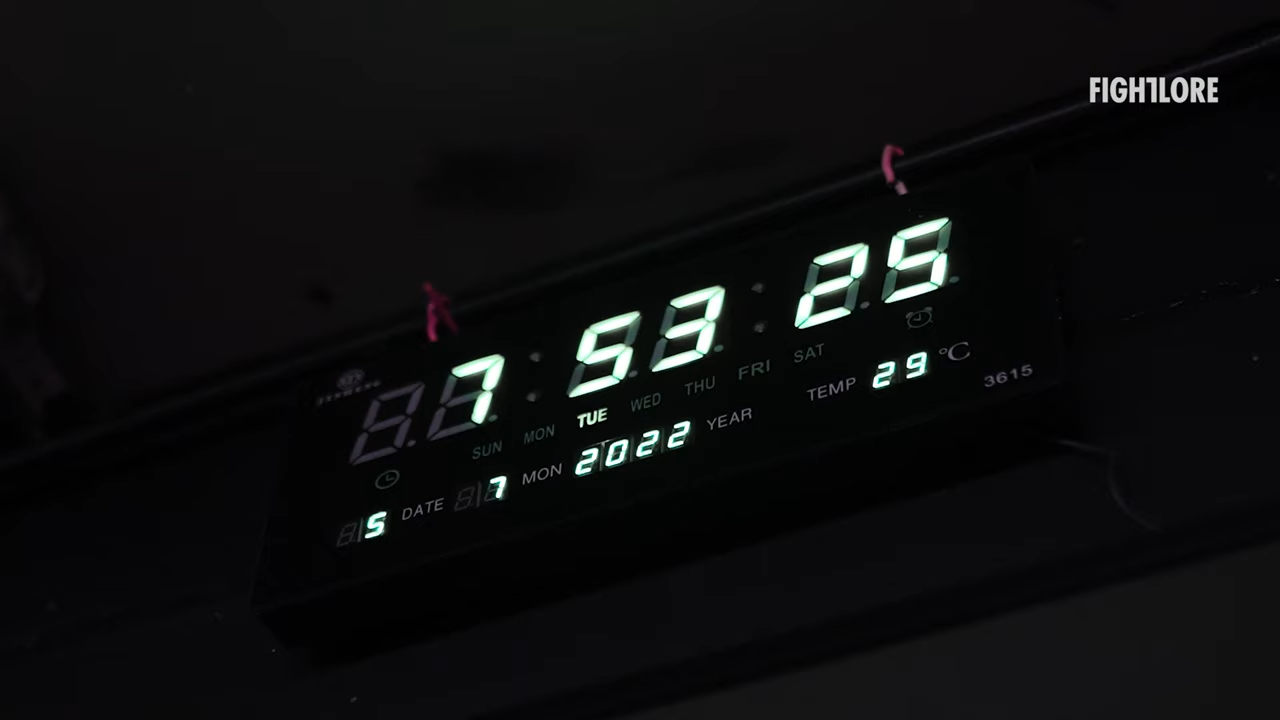 FIGHTLORE
7 53 25
SUN MON TUE WED THU FRI SAT
5 DATE 7 MON 2022 YEAR TEMP 29 °C
3615